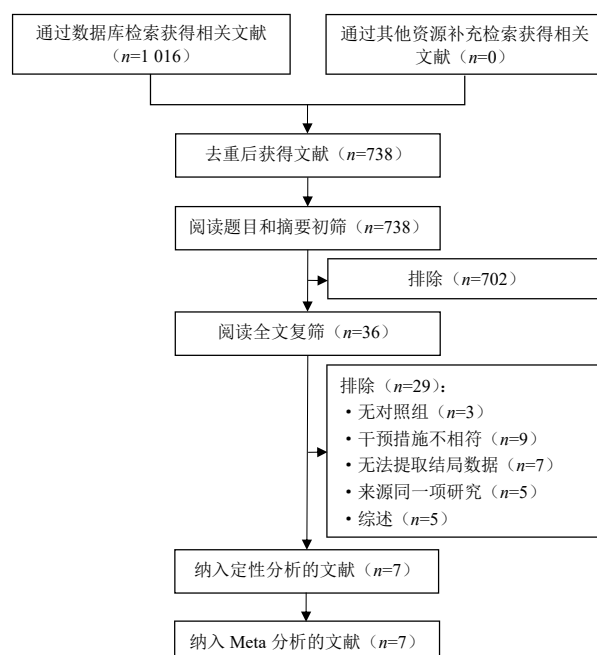 通过数据库检索获得相关文献
（n=1 016）
通过其他资源补充检索获得相关
文献（n=0）
去重后获得文献（n=738）
阅读题目和摘要初筛（n=738）
排除（n=702）
阅读全文复筛（n=36）
排除（n=29）：
·无对照组（n=3）
·干预措施不相符（n=9）
·无法提取结局数据（n=7）
·来源同一项研究（n=5）
·综述（n=5）
纳入定性分析的文献（n=7）
纳入 Meta 分析的文献（n=7）